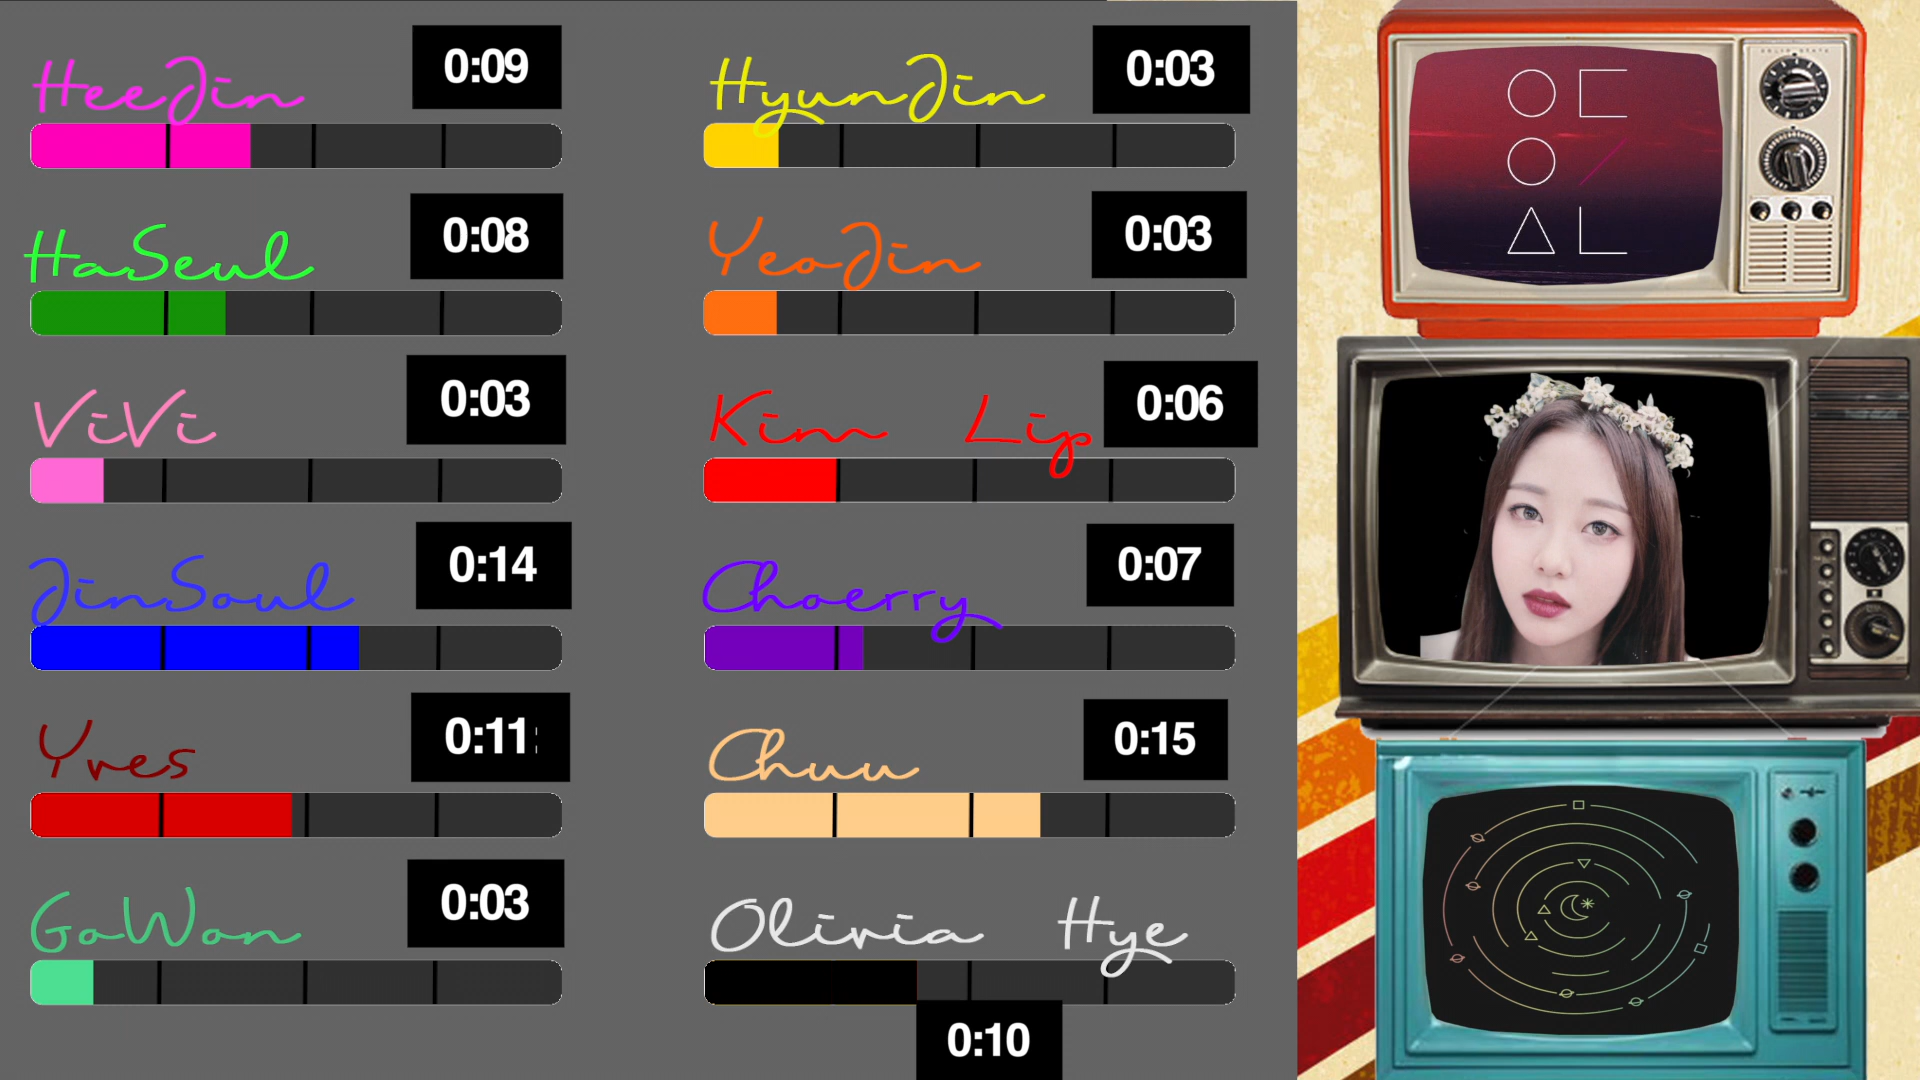 HeeJin 0:09
HyunJin 0:03
HaSeul 0:08
YeoJin 0:03
ViVi 0:03
Kim Lip 0:06
JinSoul 0:14
Choerry 0:07
Yves 0:11:
Chuu 0:15
GoWon 0:03
Olivia Hye
0:10